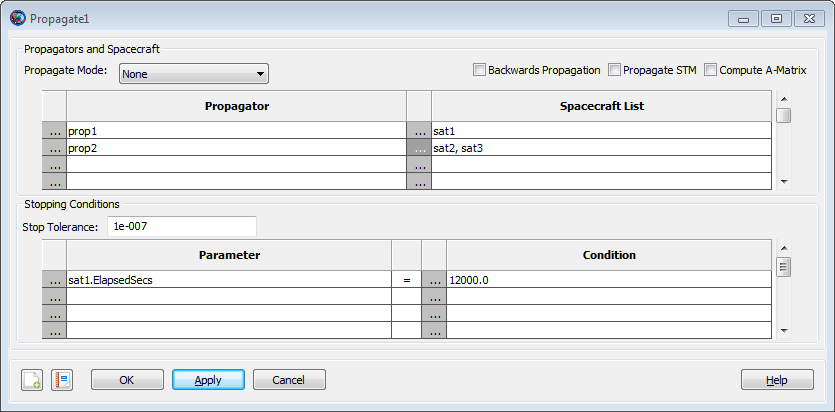 Propagate1
Propagators and Spacecraft
Propagate Mode: None Backwards Propagation Propagate STM Compute A-Matrix
Propagator Spacecraft List
... prop1 ... sat1
... prop2 ... sat2, sat3
... ...
... ...
Stopping Conditions
Stop Tolerance: 1e-007
Parameter Condition
... sat1.ElapsedSecs = ... 12000.0
... ...
... ...
... ...
OK Apply Cancel Help